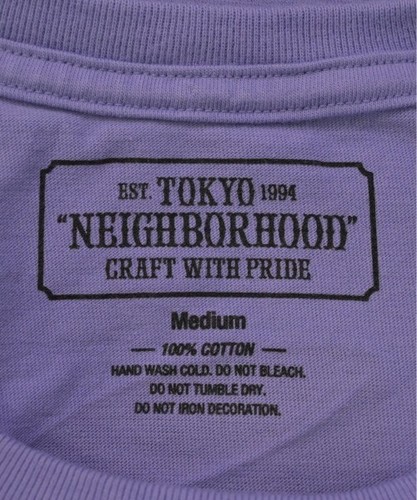 EST. TOKYO 1994
"NEIGHBORHOOD"
CRAFT WITH PRIDE
Medium
— 100% COTTON —
HAND WASH COLD. DO NOT BLEACH.
DO NOT TUMBLE DRY.
DO NOT IRON DECORATION.